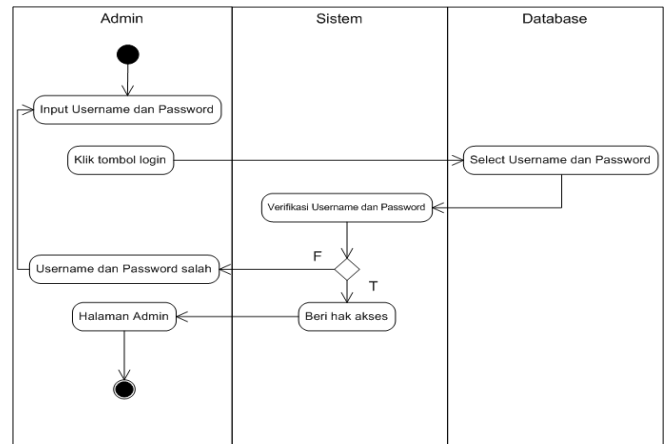 Admin
Sistem
Database
Input Username dan Password
Klik tombol login
Select Username dan Password
Verifikasi Username dan Password
F
Username dan Password salah
T
Halaman Admin
Beri hak akses